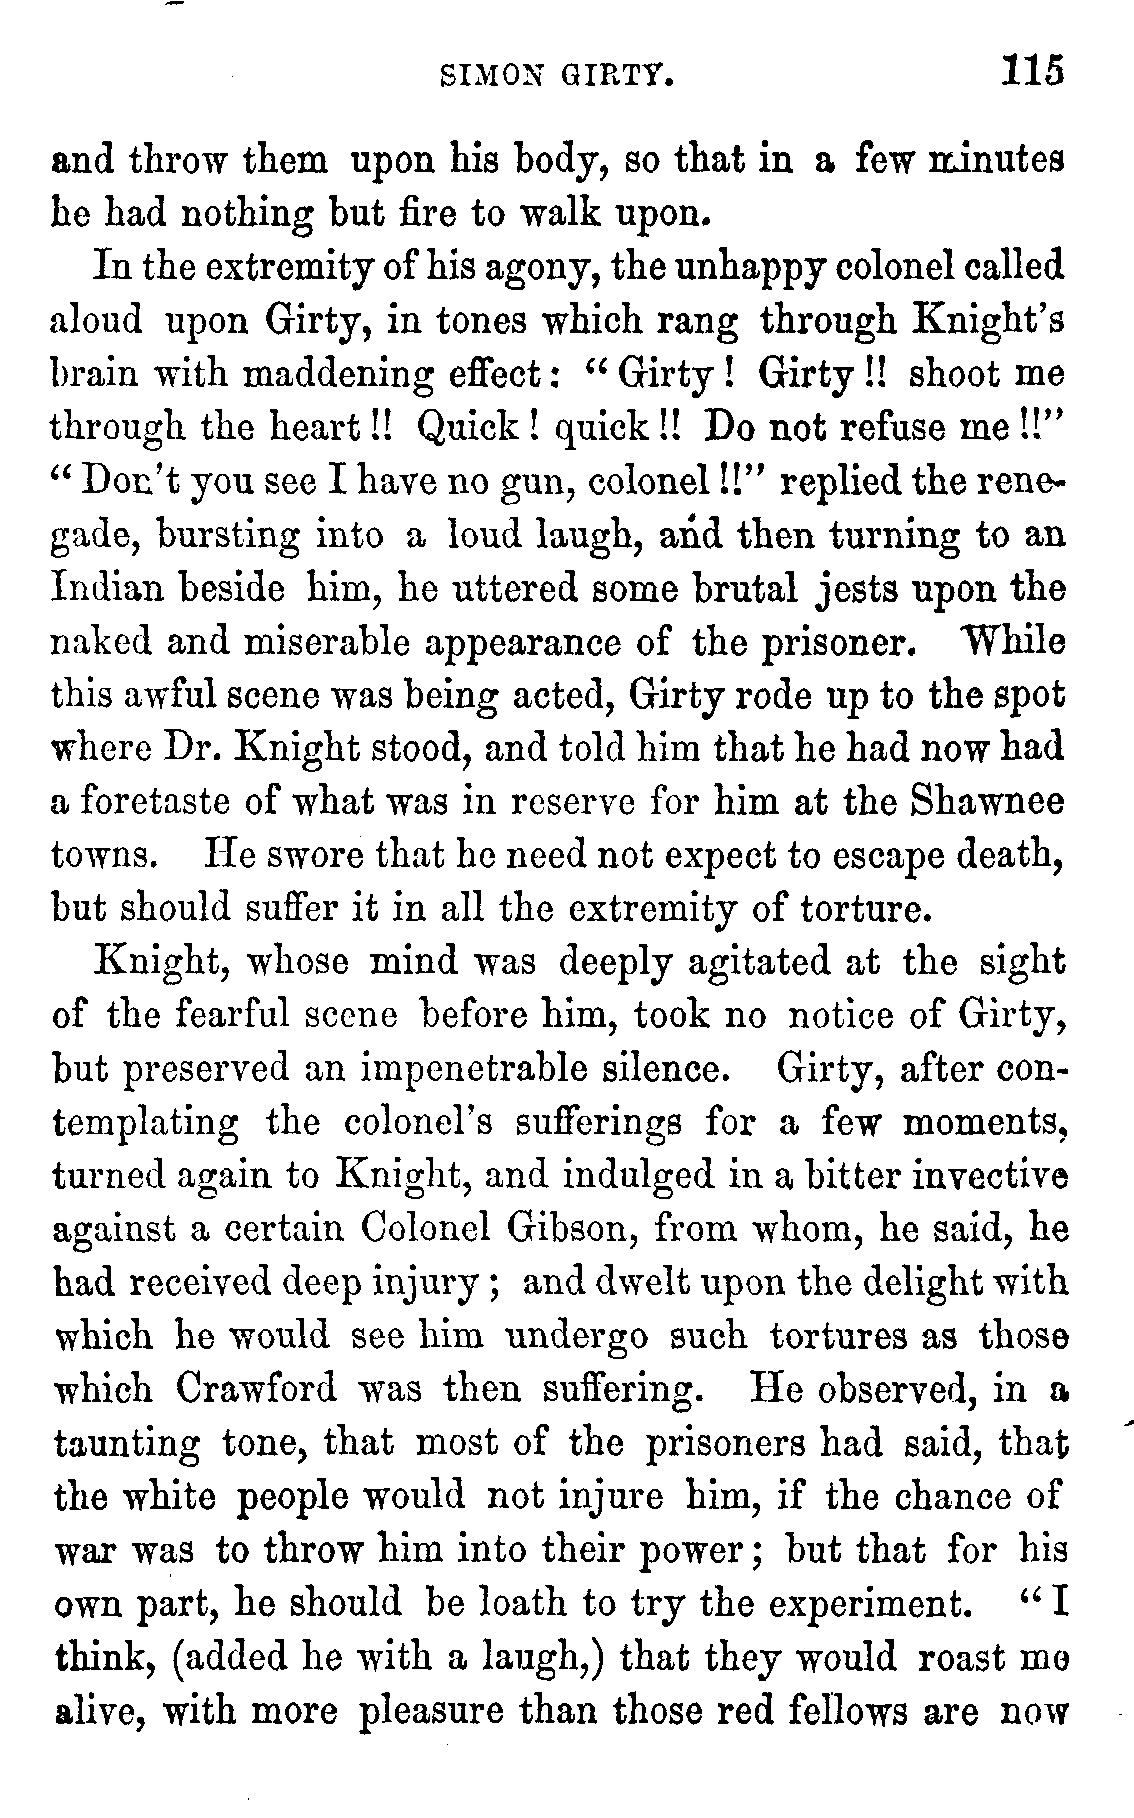 SIMON GIRTY. 115
and throw them upon his body, so that in a few minutes
he had nothing but fire to walk upon.
In the extremity of his agony, the unhappy colonel called
aloud upon Girty, in tones which rang through Knight's
brain with maddening effect: "Girty! Girty!! shoot me
through the heart!! Quick! quick!! Do not refuse me!!"
"Don't you see I have no gun, colonel!!" replied the rene-
gade, bursting into a loud laugh, and then turning to an
Indian beside him, he uttered some brutal jests upon the
naked and miserable appearance of the prisoner. While
this awful scene was being acted, Girty rode up to the spot
where Dr. Knight stood, and told him that he had now had
a foretaste of what was in reserve for him at the Shawnee
towns. He swore that he need not expect to escape death,
but should suffer it in all the extremity of torture.
Knight, whose mind was deeply agitated at the sight
of the fearful scene before him, took no notice of Girty,
but preserved an impenetrable silence. Girty, after con-
templating the colonel's sufferings for a few moments,
turned again to Knight, and indulged in a bitter invective
against a certain Colonel Gibson, from whom, he said, he
had received deep injury; and dwelt upon the delight with
which he would see him undergo such tortures as those
which Crawford was then suffering. He observed, in a
taunting tone, that most of the prisoners had said, that
the white people would not injure him, if the chance of
war was to throw him into their power; but that for his
own part, he should be loath to try the experiment. "I
think, (added he with a laugh,) that they would roast me
alive, with more pleasure than those red fellows are now